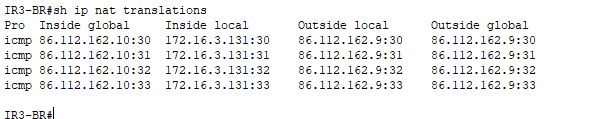 IR3-BR#sh ip nat translations
Pro  Inside global     Inside local       Outside local      Outside global
icmp 86.112.162.10:30  172.16.3.131:30    86.112.162.9:30    86.112.162.9:30
icmp 86.112.162.10:31  172.16.3.131:31    86.112.162.9:31    86.112.162.9:31
icmp 86.112.162.10:32  172.16.3.131:32    86.112.162.9:32    86.112.162.9:32
icmp 86.112.162.10:33  172.16.3.131:33    86.112.162.9:33    86.112.162.9:33
IR3-BR#